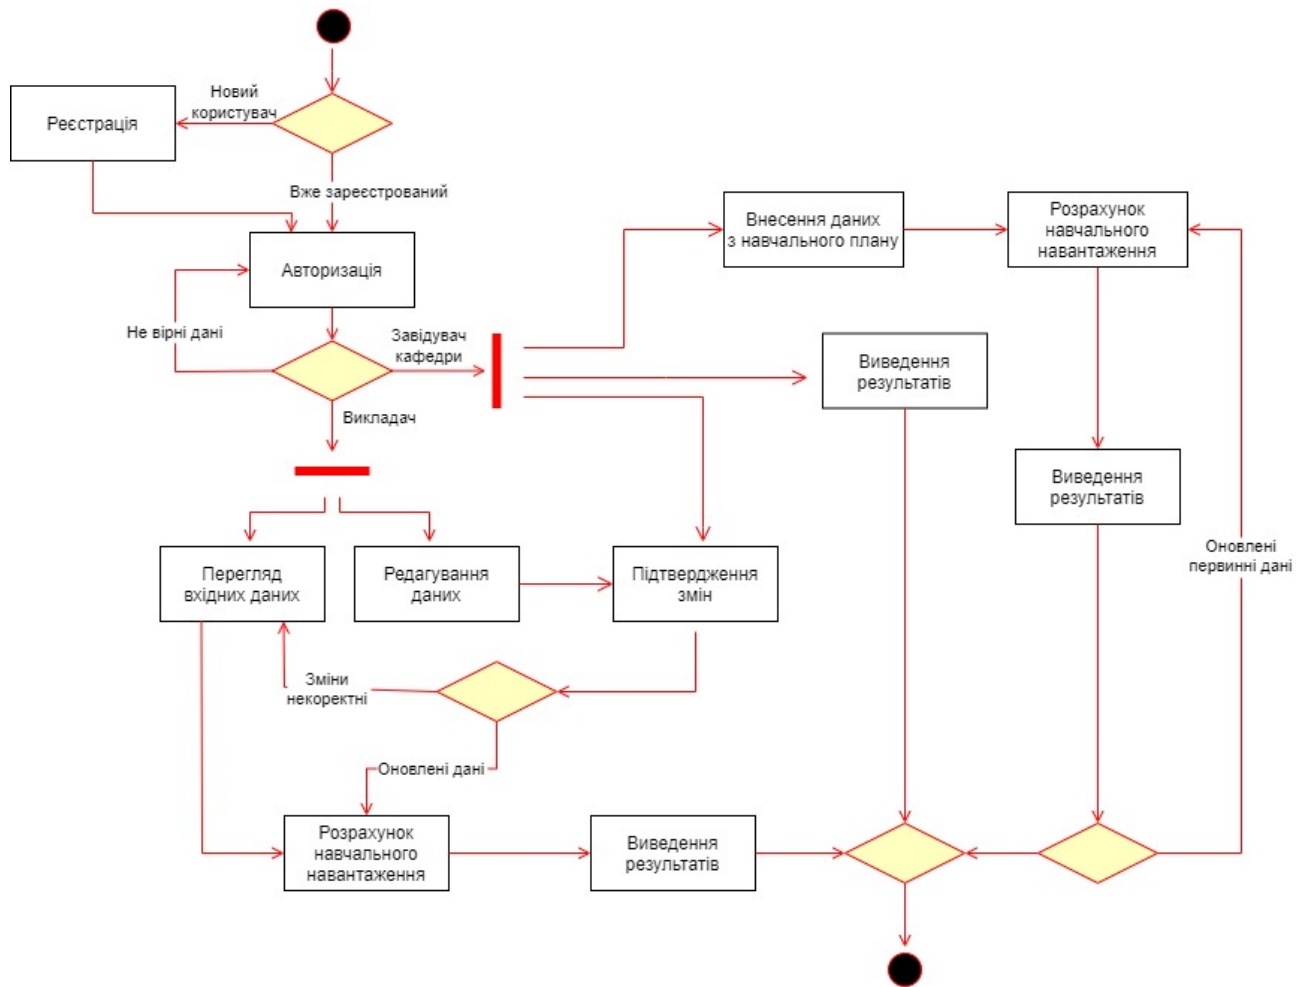 Новий
користувач
Реєстрація
Вже зареєстрований
Внесення даних
з навчального плану
Розрахунок
навчального
навантаження
Авторизація
Не вірні дані
Завідувач
кафедри
Виведення
результатів
Викладач
Виведення
результатів
Оновлені
первинні дані
Перегляд
вхідних даних
Редагування
даних
Підтвердження
змін
Зміни
некоректні
Оновлені дані
Розрахунок
навчального
навантаження
Виведення
результатів